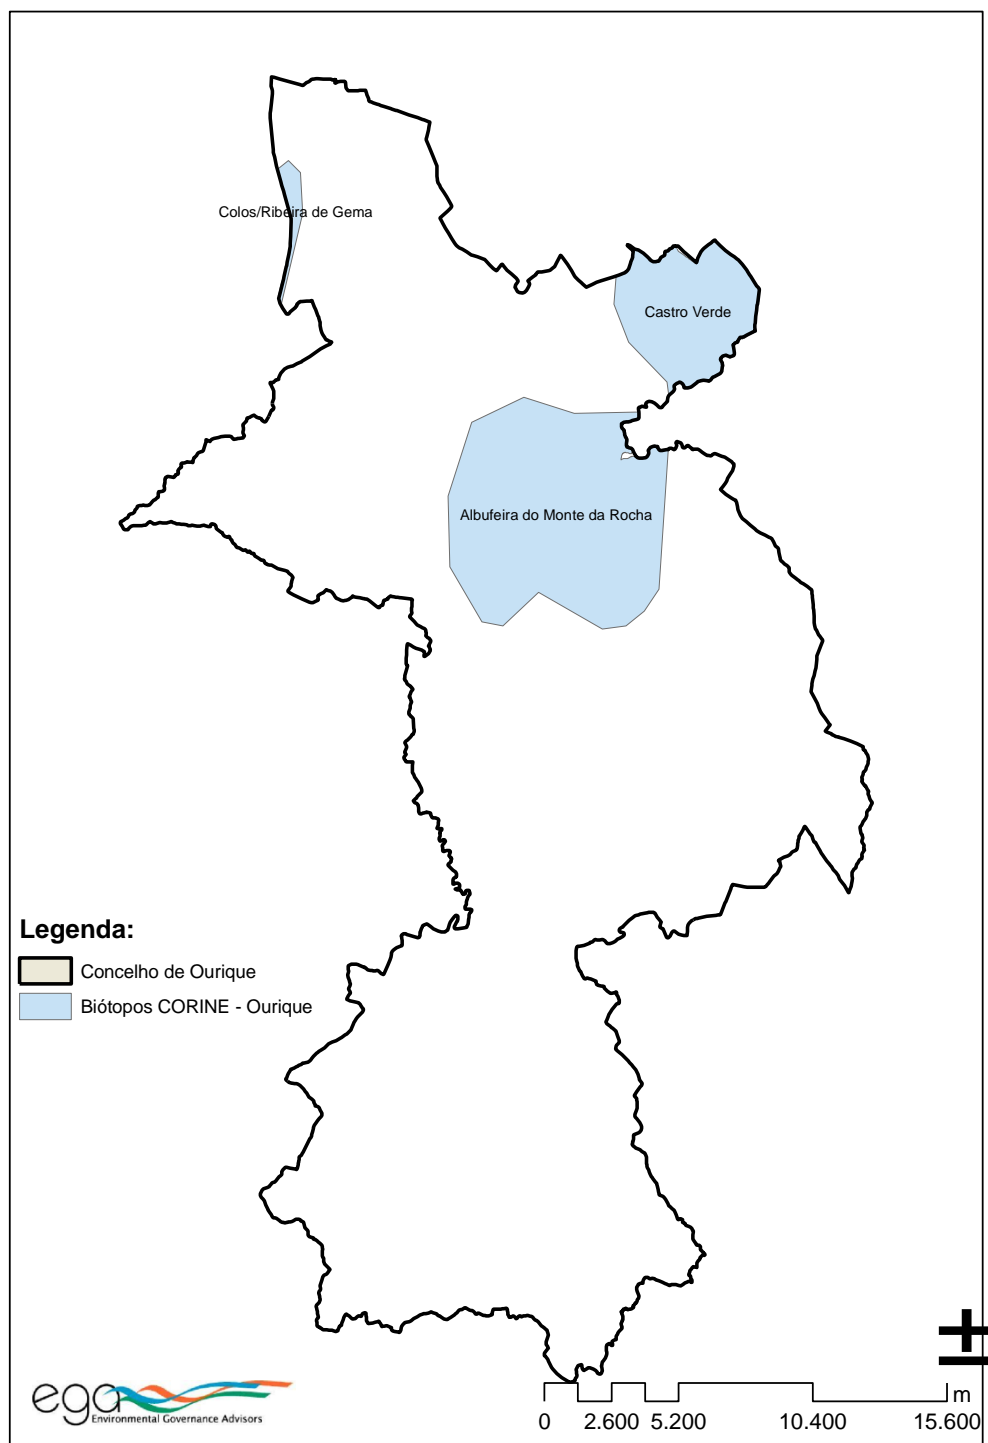 Colos/Ribeira de Gema
Castro Verde
Albufeira do Monte da Rocha
Legenda:
Concelho de Ourique
Biótopos CORINE - Ourique
±
ega
Environmental Governance Advisors
m
0 2.600 5.200 10.400 15.600